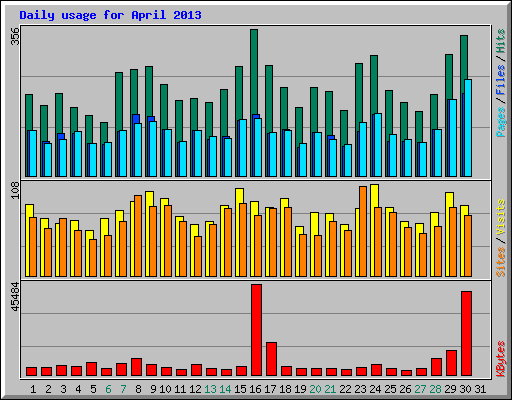 Daily usage for April 2013
356
Pages/Files/Hits
108
Sites/Visits
45484
KBytes
1 2 3 4 5 6 7 8 9 10 11 12 13 14 15 16 17 18 19 20 21 22 23 24 25 26 27 28 29 30 31